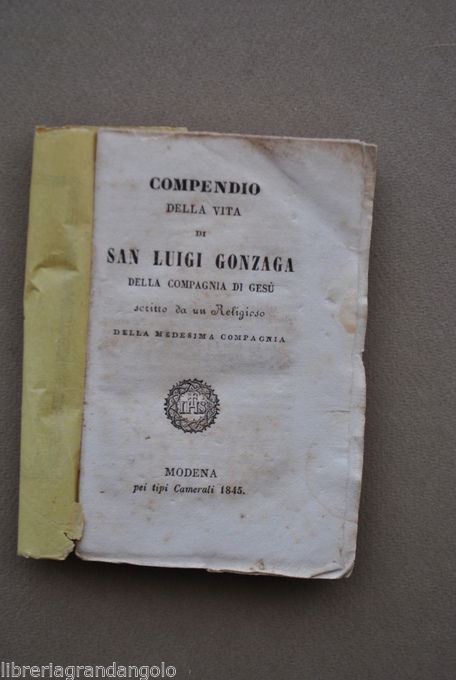 COMPENDIO
DELLA VITA
DI
SAN LUIGI GONZAGA
DELLA COMPAGNIA DI GESÙ
scritto da un Religioso
DELLA MEDESIMA COMPAGNIA
IHS
MODENA
pei tipi Camerali 1845.
libreriagrandangolo